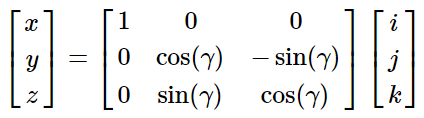 x 1 0 0 i
y = 0 cos(γ) − sin(γ) j
z 0 sin(γ) cos(γ) k